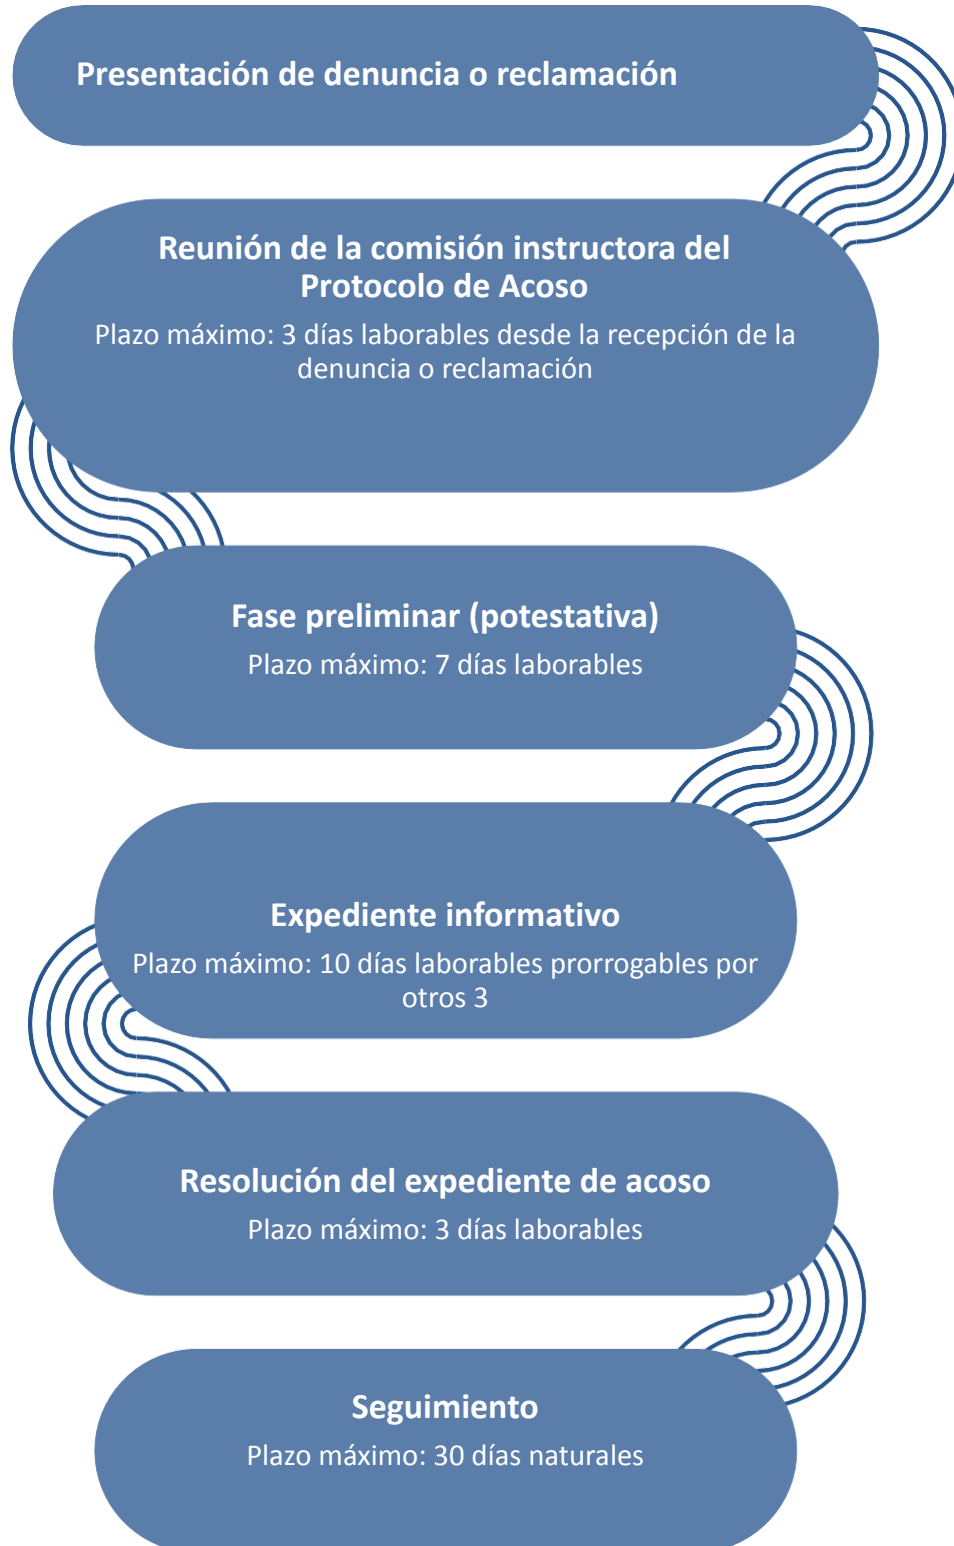 Presentación de denuncia o reclamación
Reunión de la comisión instructora del
Protocolo de Acoso
Plazo máximo: 3 días laborables desde la recepción de la
denuncia o reclamación
Fase preliminar (potestativa)
Plazo máximo: 7 días laborables
Expediente informativo
Plazo máximo: 10 días laborables prorrogables por
otros 3
Resolución del expediente de acoso
Plazo máximo: 3 días laborables
Seguimiento
Plazo máximo: 30 días naturales